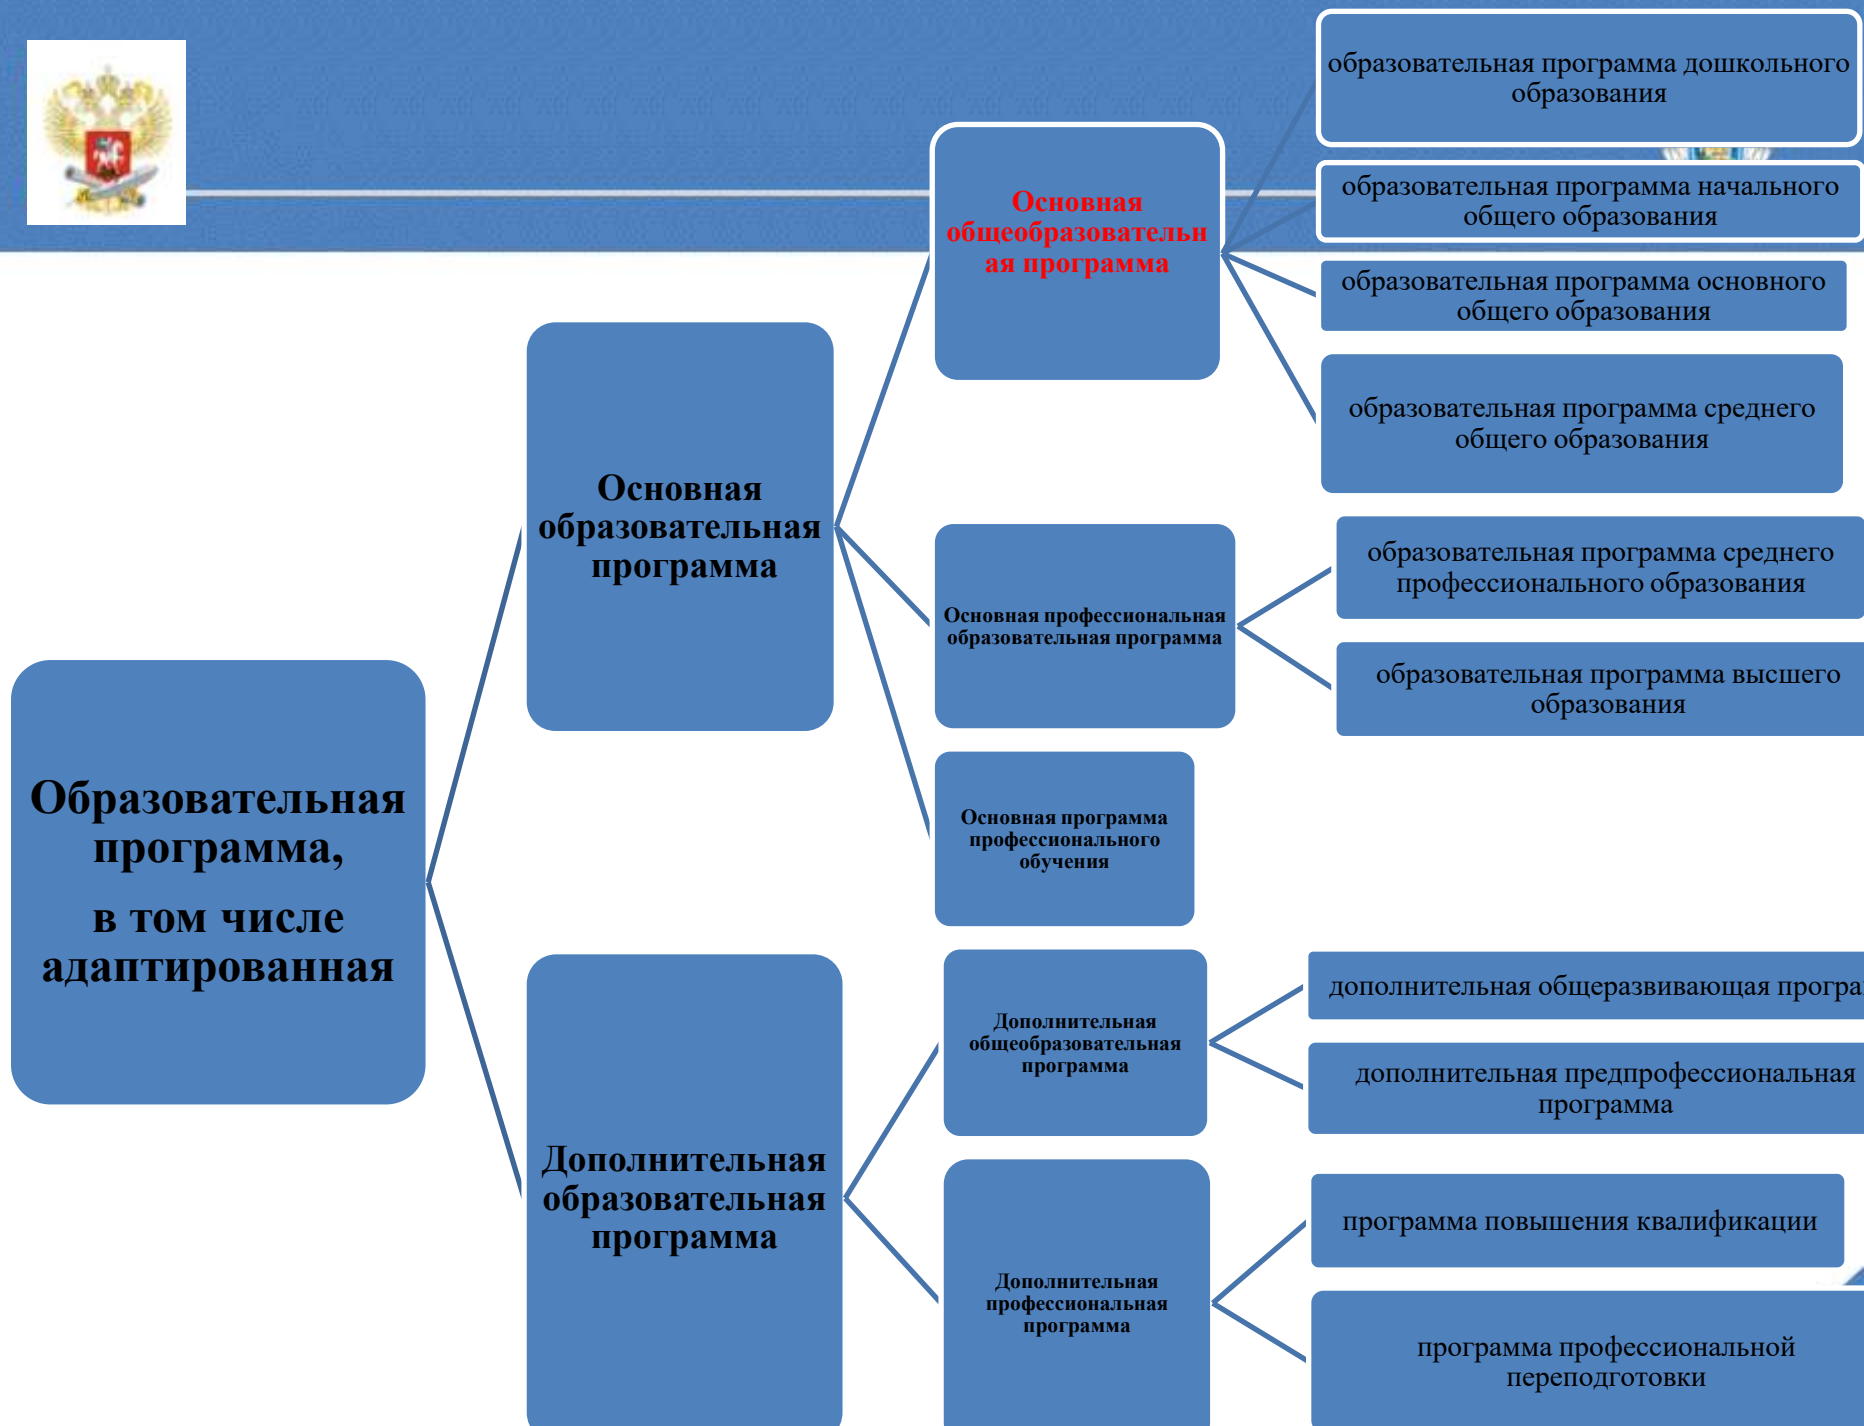 образовательная программа дошкольного
образования
образовательная программа начального
общего образования
Основная
общеобразовательн
ая программа
образовательная программа основного
общего образования
образовательная программа среднего
общего образования
Основная
образовательная
программа
образовательная программа среднего
профессионального образования
Основная профессиональная
образовательная программа
образовательная программа высшего
образования
Образовательная
программа,
в том числе
адаптированная
Основная программа
профессионального
обучения
дополнительная общеразвивающая
Дополнительная
общеобразовательная
программа
дополнительная предпрофессиональная
программа
Дополнительная
образовательная
программа
программа повышения квалификации
Дополнительная
профессиональная
программа
программа профессиональной
переподготовки